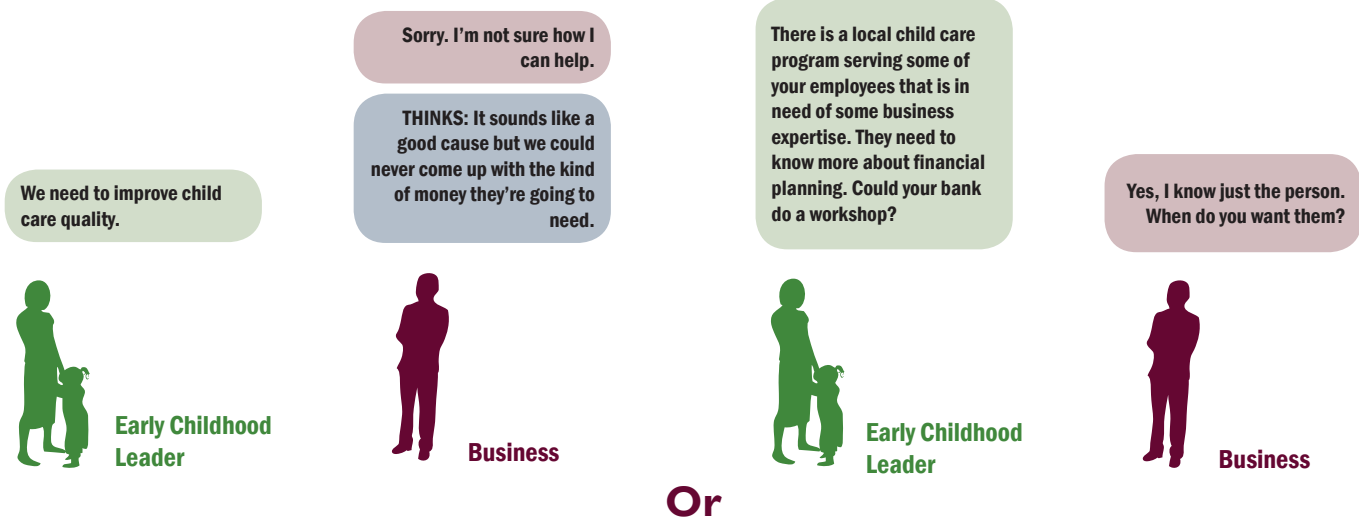 We need to improve child
care quality.
Sorry. I’m not sure how I
can help.
THINKS: It sounds like a
good cause but we could
never come up with the kind
of money they’re going to
need.
Early Childhood
Leader
Business
Or
There is a local child care
program serving some of
your employees that is in
need of some business
expertise. They need to
know more about financial
planning. Could your bank
do a workshop?
Yes, I know just the person.
When do you want them?
Early Childhood
Leader
Business